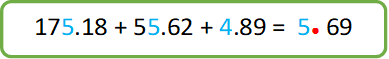 175.18 + 55.62 + 4.89 = 5.69